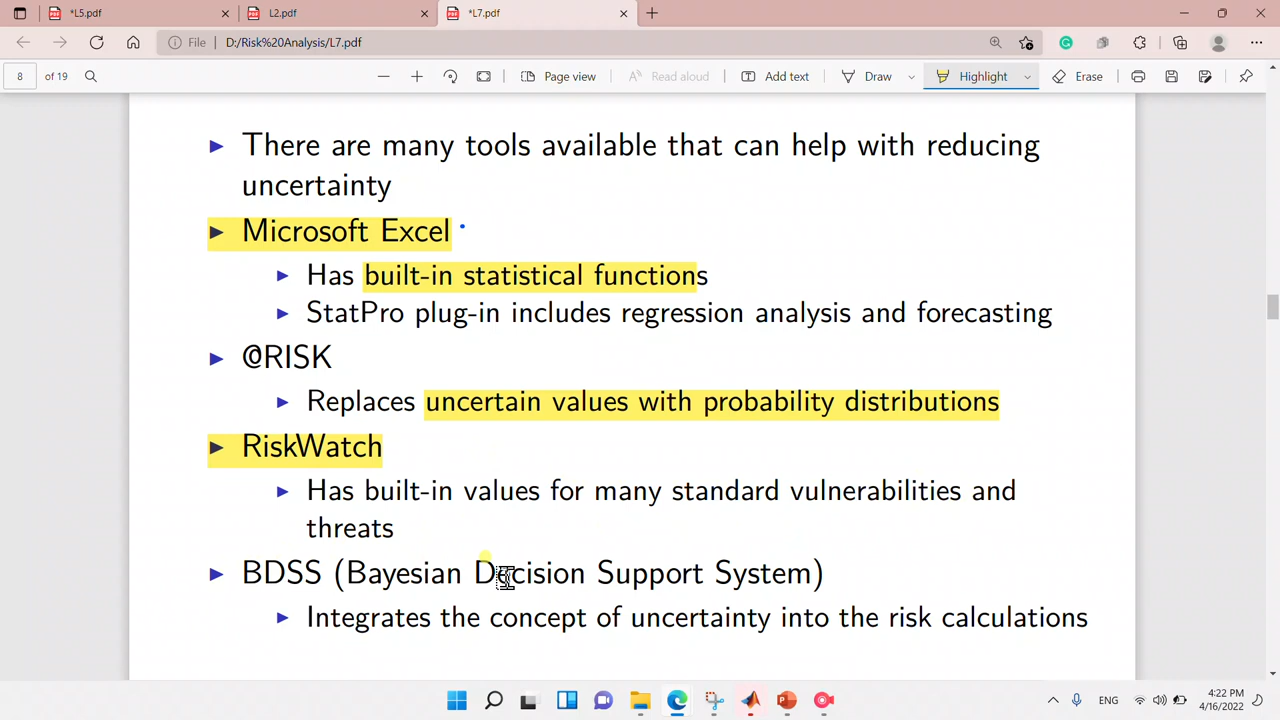 *L5.pdf
L2.pdf
*L7.pdf
File
D:/Risk%20Analysis/L7.pdf
8 of 19
Page view
Read aloud
Add text
Draw
Highlight
Erase
There are many tools available that can help with reducing
uncertainty
Microsoft Excel
Has built-in statistical functions
StatPro plug-in includes regression analysis and forecasting
@RISK
Replaces uncertain values with probability distributions
RiskWatch
Has built-in values for many standard vulnerabilities and
threats
BDSS (Bayesian Decision Support System)
Integrates the concept of uncertainty into the risk calculations
ENG
4:22 PM
4/16/2022